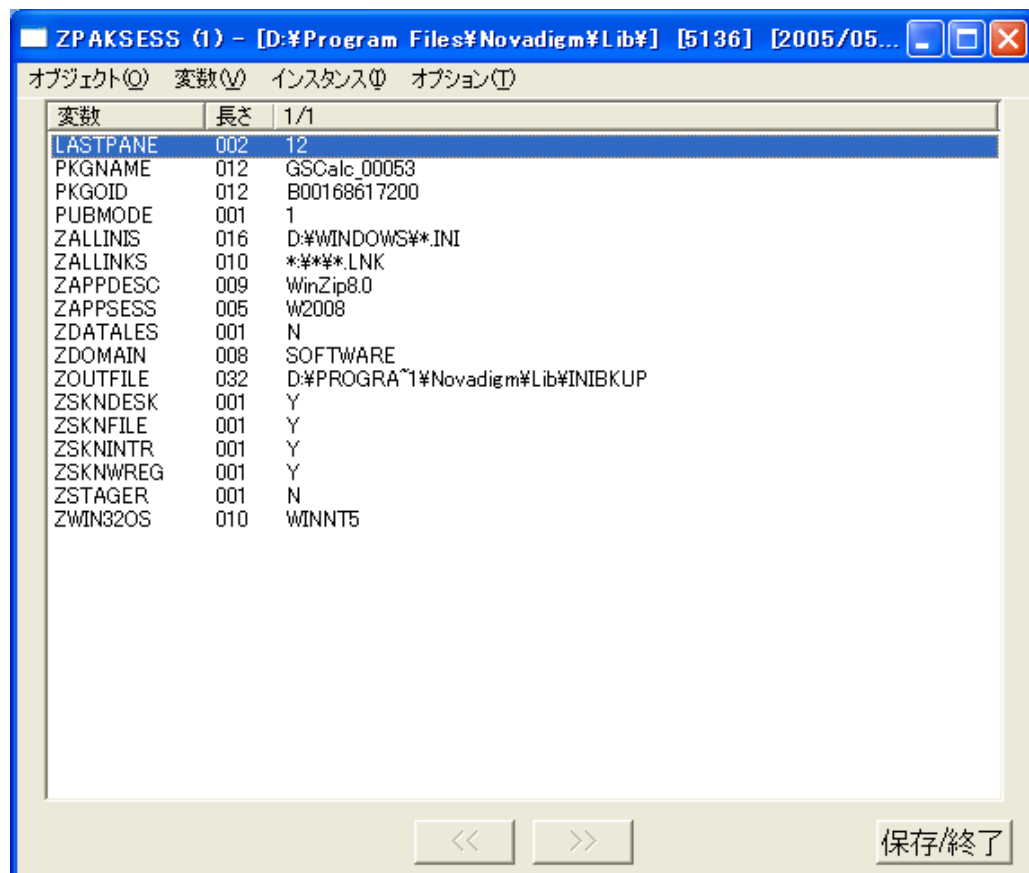 ZPAKSESS (1) - [D:¥Program Files¥Novadigm¥Lib¥] [5136] [2005/05...
オブジェクト(O) 変数(V) インスタンス(I) オプション(T)
変数 長さ 1/1
LASTPANE 002 12
PKGNAME 012 GSCalc_00053
PKGOID 012 B00168617200
PUBMODE 001 1
ZALLINIS 016 D:¥WINDOWS¥*.INI
ZALLINKS 010 *:¥*¥*.LNK
ZAPPDESC 009 WinZip8.0
ZAPPSESS 005 W2008
ZDATALES 001 N
ZDOMAIN 008 SOFTWARE
ZOUTFILE 032 D:¥PROGRA~1¥Novadigm¥Lib¥INIBKUP
ZSKNDESK 001 Y
ZSKNFILE 001 Y
ZSKNINTR 001 Y
ZSKNWREG 001 Y
ZSTAGER 001 N
ZWIN32OS 010 WINNT5
<< >> 保存/終了